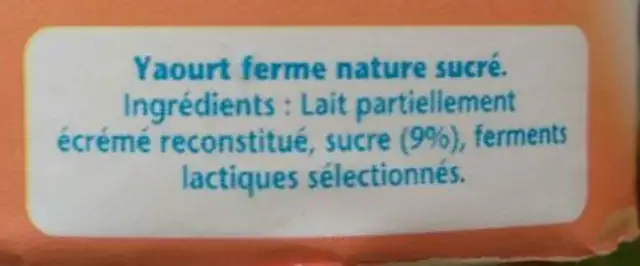 Yaourt ferme nature sucré.
Ingrédients : Lait partiellement
écrémé reconstitué, sucre (9%), ferments
lactiques sélectionnés.